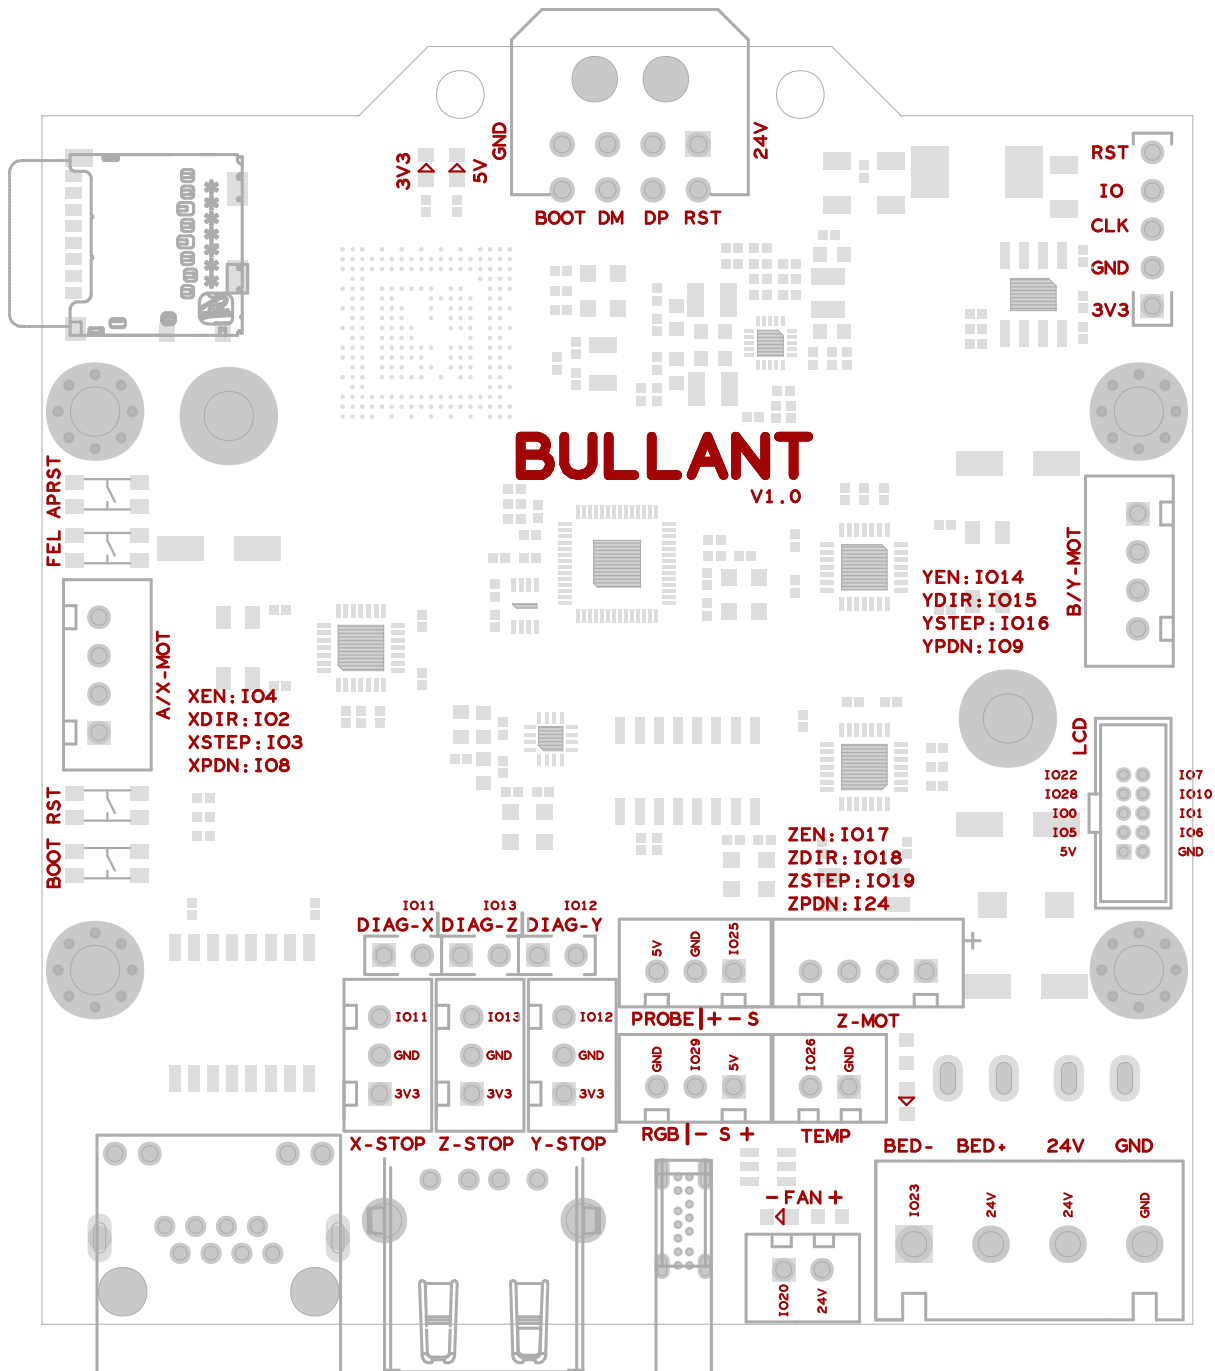 GND
24V
3V3
5V
BOOT DM DP RST
RST
IO
CLK
GND
3V3
BULLANT
V1.0
APRST
FEL
A/X-MOT
XEN:IO4
XDIR:IO2
XSTEP:IO3
XPDN:IO8
B/Y-MOT
YEN:IO14
YDIR:IO15
YSTEP:IO16
YPDN:IO9
RST
BOOT
LCD
IO22 IO7
IO28 IO10
IO0 IO1
IO5 IO6
5V GND
ZEN:IO17
ZDIR:IO18
ZSTEP:IO19
ZPDN:I24
IO11 IO13 IO12
DIAG-X DIAG-Z DIAG-Y
5V GND IO25
PROBE|+-S
Z-MOT
+
IO11 IO13 IO12
GND GND GND
3V3 3V3 3V3
X-STOP Z-STOP Y-STOP
GND IO29 5V
RGB|-S+
IO26 GND
TEMP
BED- BED+ 24V GND
IO23 24V 24V GND
-FAN+
IO20 24V